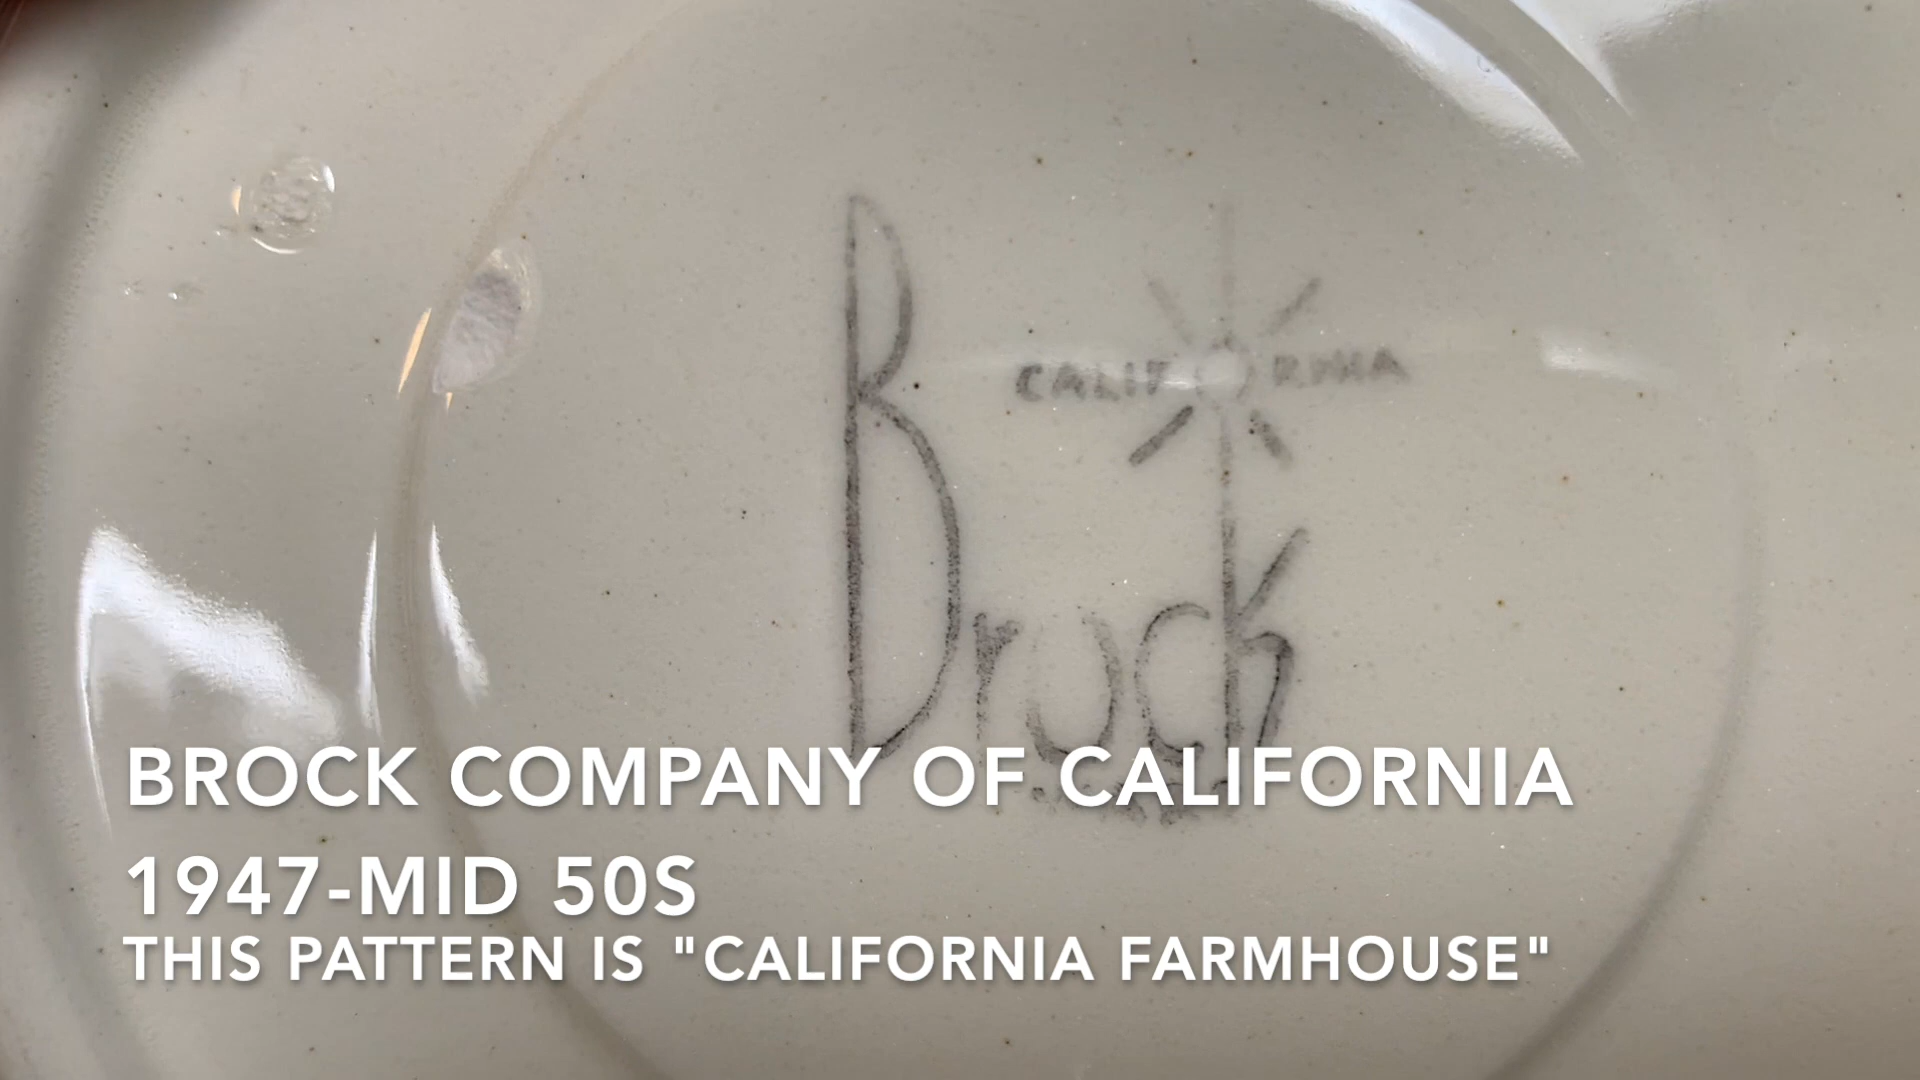 CALIFORNIA
Brock
BROCK COMPANY OF CALIFORNIA
1947-MID 50S
THIS PATTERN IS "CALIFORNIA FARMHOUSE"